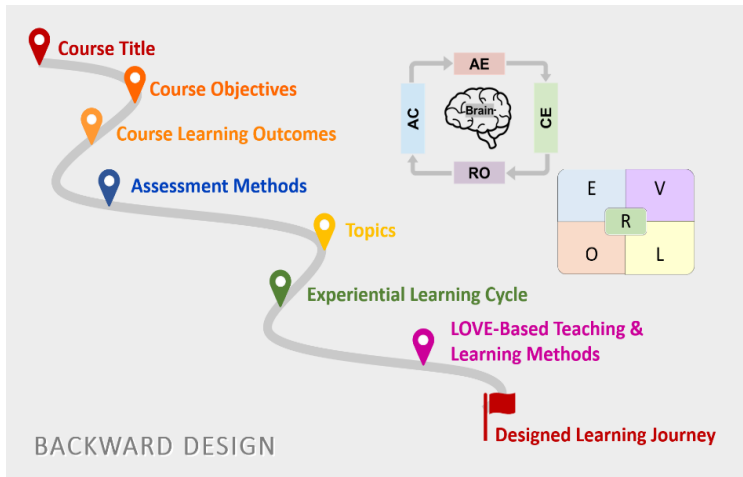 Course Title
Course Objectives
Course Learning Outcomes
Assessment Methods
Topics
Experiential Learning Cycle
LOVE-Based Teaching &
Learning Methods
Designed Learning Journey
BACKWARD DESIGN
AE
AC
Brain
CE
RO
E
V
R
O
L